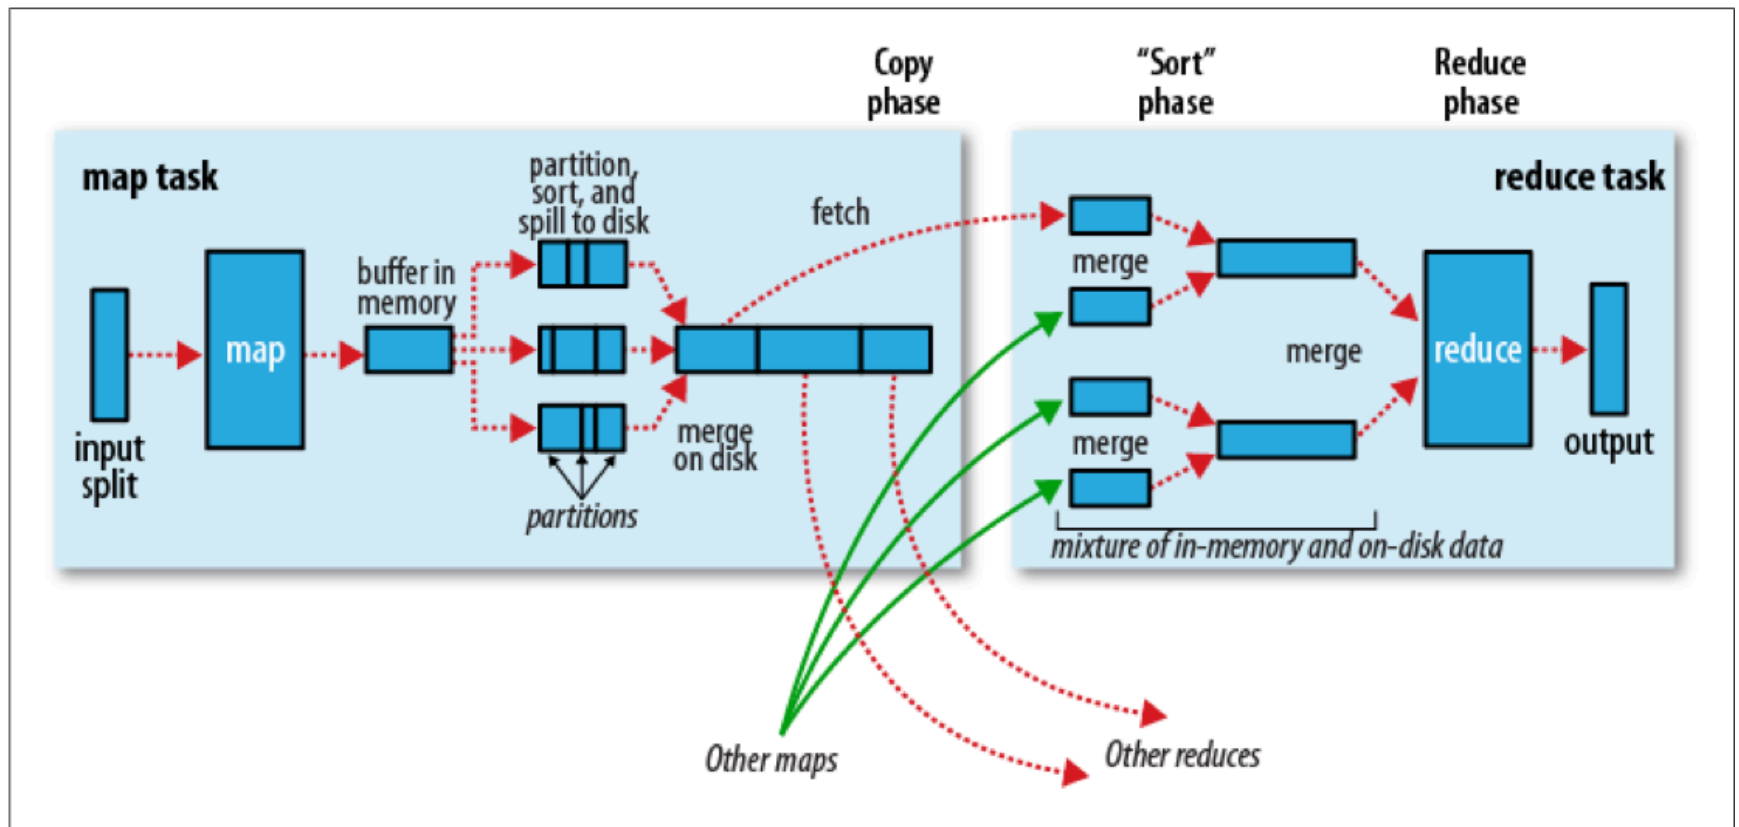 Copy
phase
“Sort”
phase
Reduce
phase
map task
partition,
sort, and
spill to disk
fetch
reduce task
buffer in
memory
merge
map
merge
reduce
input
split
merge
on disk
merge
output
partitions
mixture of in-memory and on-disk data
Other maps
Other reduces